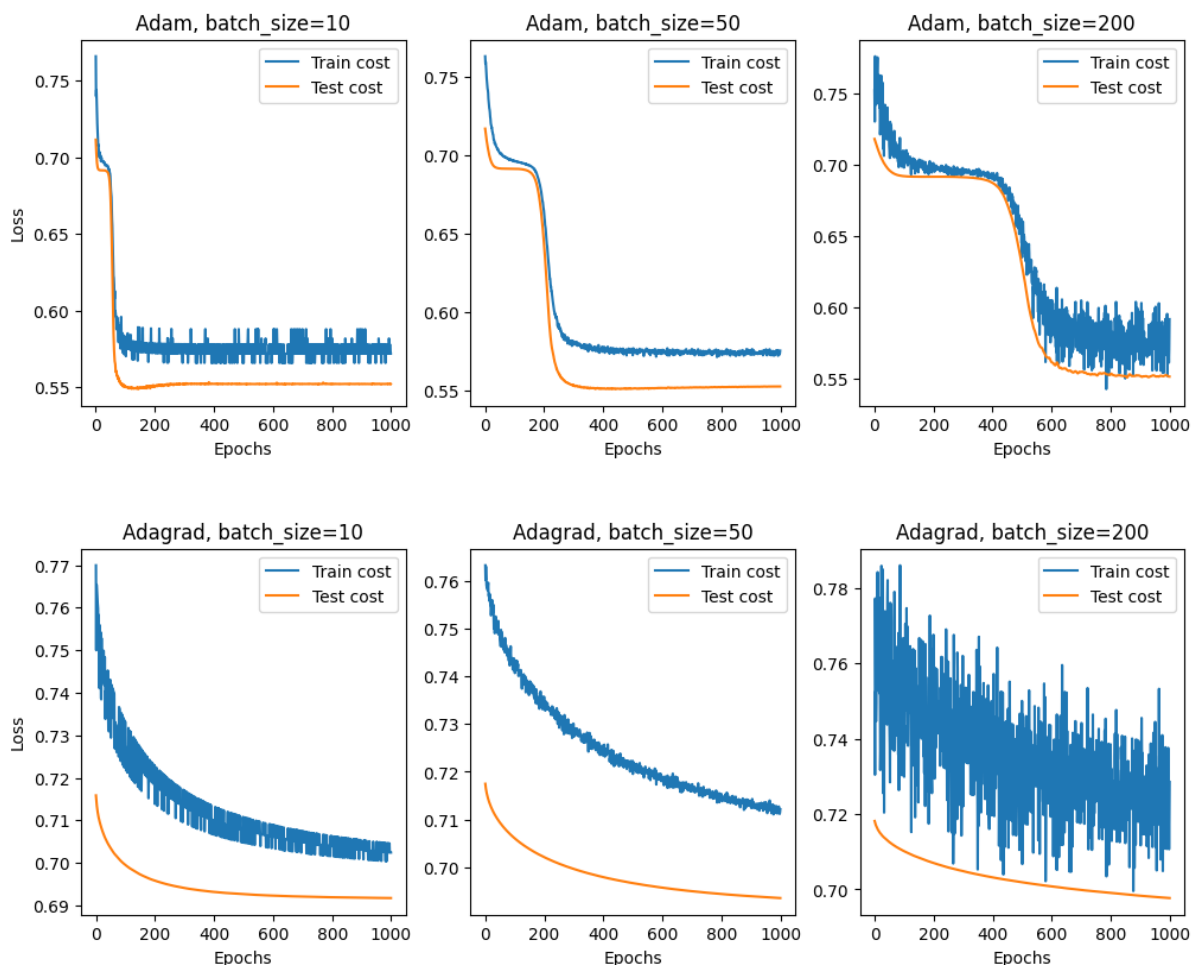 Adam, batch_size=10
Train cost
Test cost
0.75
0.70
0.65
0.60
0.55
Loss
0 200 400 600 800 1000
Epochs
Adam, batch_size=50
Train cost
Test cost
0.75
0.70
0.65
0.60
0.55
0 200 400 600 800 1000
Epochs
Adam, batch_size=200
Train cost
Test cost
0.75
0.70
0.65
0.60
0.55
0 200 400 600 800 1000
Epochs
Adagrad, batch_size=10
Train cost
Test cost
0.77
0.76
0.75
0.74
0.73
0.72
0.71
0.70
0.69
Loss
0 200 400 600 800 1000
Epochs
Adagrad, batch_size=50
Train cost
Test cost
0.76
0.75
0.74
0.73
0.72
0.71
0.70
0 200 400 600 800 1000
Epochs
Adagrad, batch_size=200
Train cost
Test cost
0.78
0.76
0.74
0.72
0.70
0 200 400 600 800 1000
Epochs